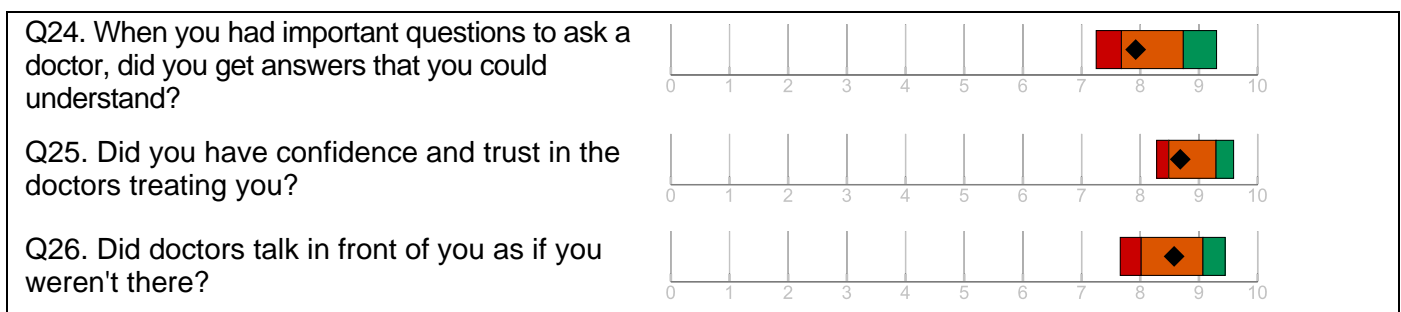 Q24. When you had important questions to ask a
doctor, did you get answers that you could
understand?
0 1 2 3 4 5 6 7 8 9 10
Q25. Did you have confidence and trust in the
doctors treating you?
0 1 2 3 4 5 6 7 8 9 10
Q26. Did doctors talk in front of you as if you
weren't there?
0 1 2 3 4 5 6 7 8 9 10